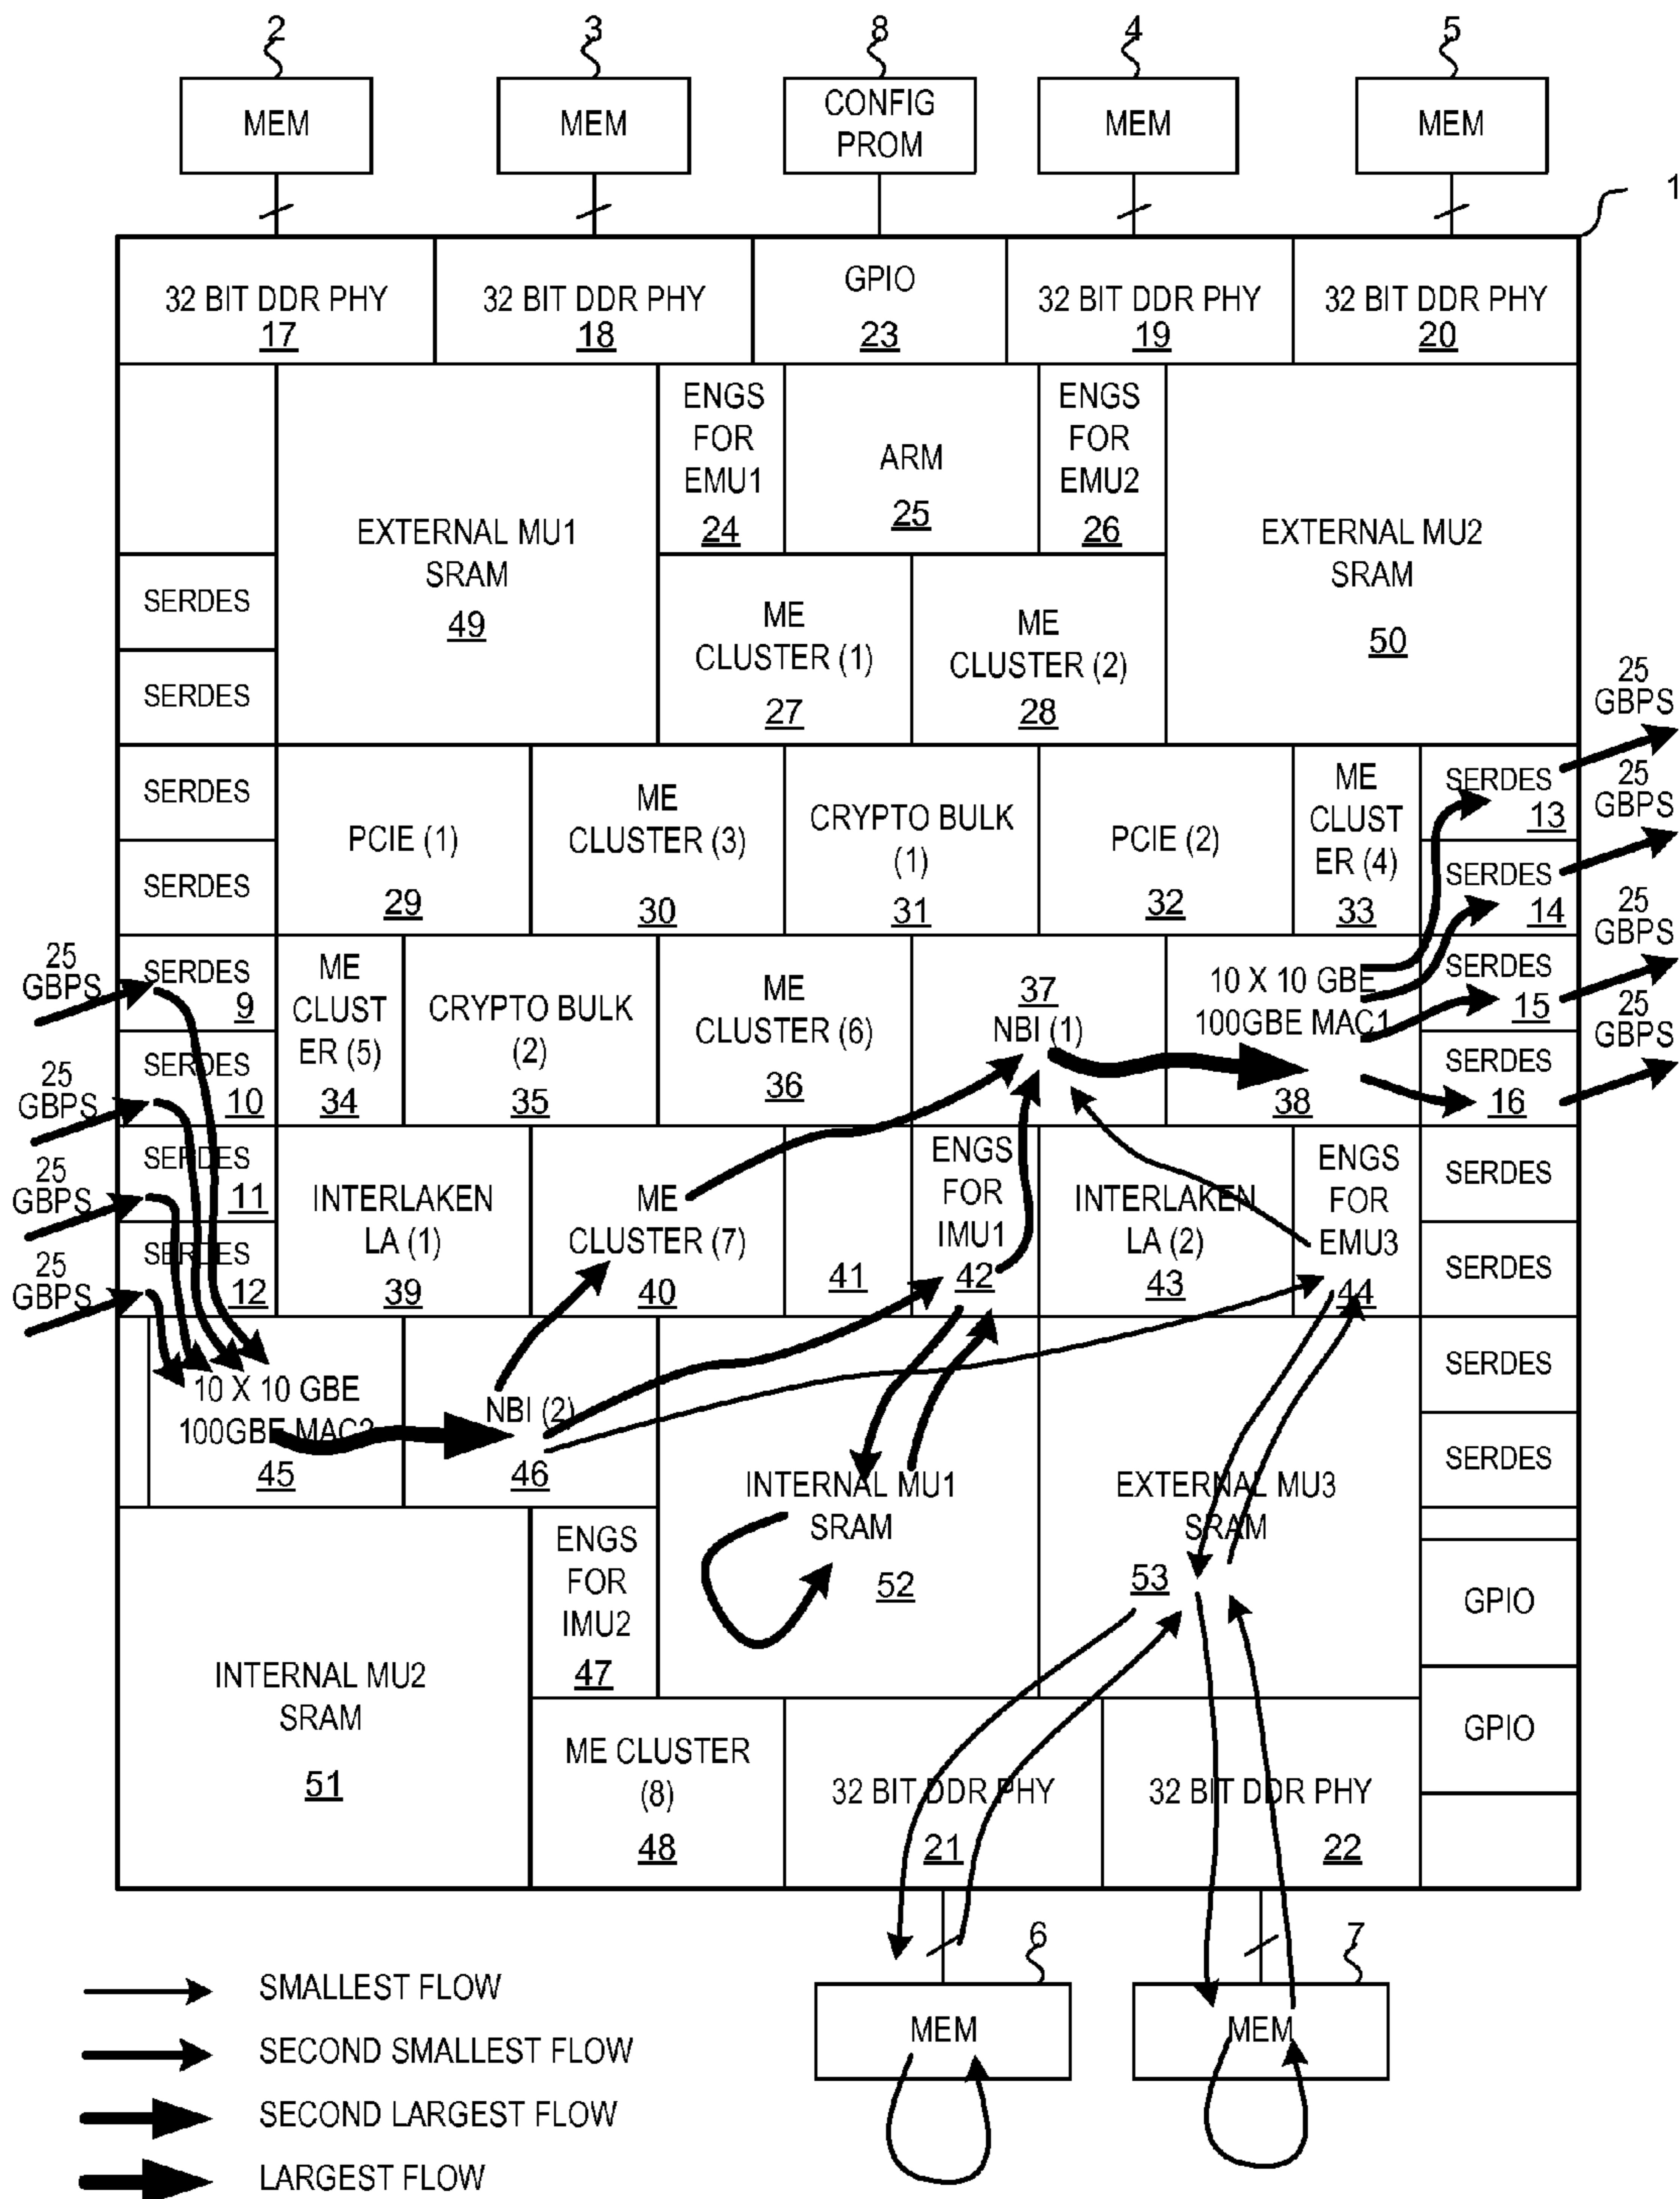 2
3
8
4
5
MEM
MEM
CONFIG
PROM
MEM
MEM
1
32 BIT DDR PHY
17
32 BIT DDR PHY
18
GPIO
23
32 BIT DDR PHY
19
32 BIT DDR PHY
20
EXTERNAL MU1
SRAM
49
ENGS
FOR
EMU1
24
ARM
25
ENGS
FOR
EMU2
26
EXTERNAL MU2
SRAM
50
SERDES
SERDES
ME
CLUSTER (1)
27
ME
CLUSTER (2)
28
25
GBPS
25
GBPS
25
GBPS
25
GBPS
SERDES
SERDES
PCIE (1)
29
ME
CLUSTER (3)
30
CRYPTO BULK
(1)
31
PCIE (2)
32
ME
CLUST
ER (4)
33
SERDES
13
SERDES
14
25
GBPS
25
GBPS
25
GBPS
25
GBPS
SERDES
9
SERDES
10
ME
CLUST
ER (5)
34
CRYPTO BULK
(2)
35
ME
CLUSTER (6)
36
37
NBI (1)
10 X 10 GBE
100GBE MAC1
38
SERDES
15
SERDES
16
SERDES
11
SERDES
12
INTERLAKEN
LA (1)
39
ME
CLUSTER (7)
40
41
ENGS
FOR
IMU1
42
INTERLAKEN
LA (2)
43
ENGS
FOR
EMU3
44
SERDES
SERDES
10 X 10 GBE
100GBE MAC2
45
NBI (2)
46
INTERNAL MU1
SRAM
52
EXTERNAL MU3
SRAM
53
SERDES
SERDES
INTERNAL MU2
SRAM
51
ENGS
FOR
IMU2
47
GPIO
GPIO
ME CLUSTER
(8)
48
32 BIT DDR PHY
21
32 BIT DDR PHY
22
6
7
MEM
MEM
SMALLEST FLOW
SECOND SMALLEST FLOW
SECOND LARGEST FLOW
LARGEST FLOW